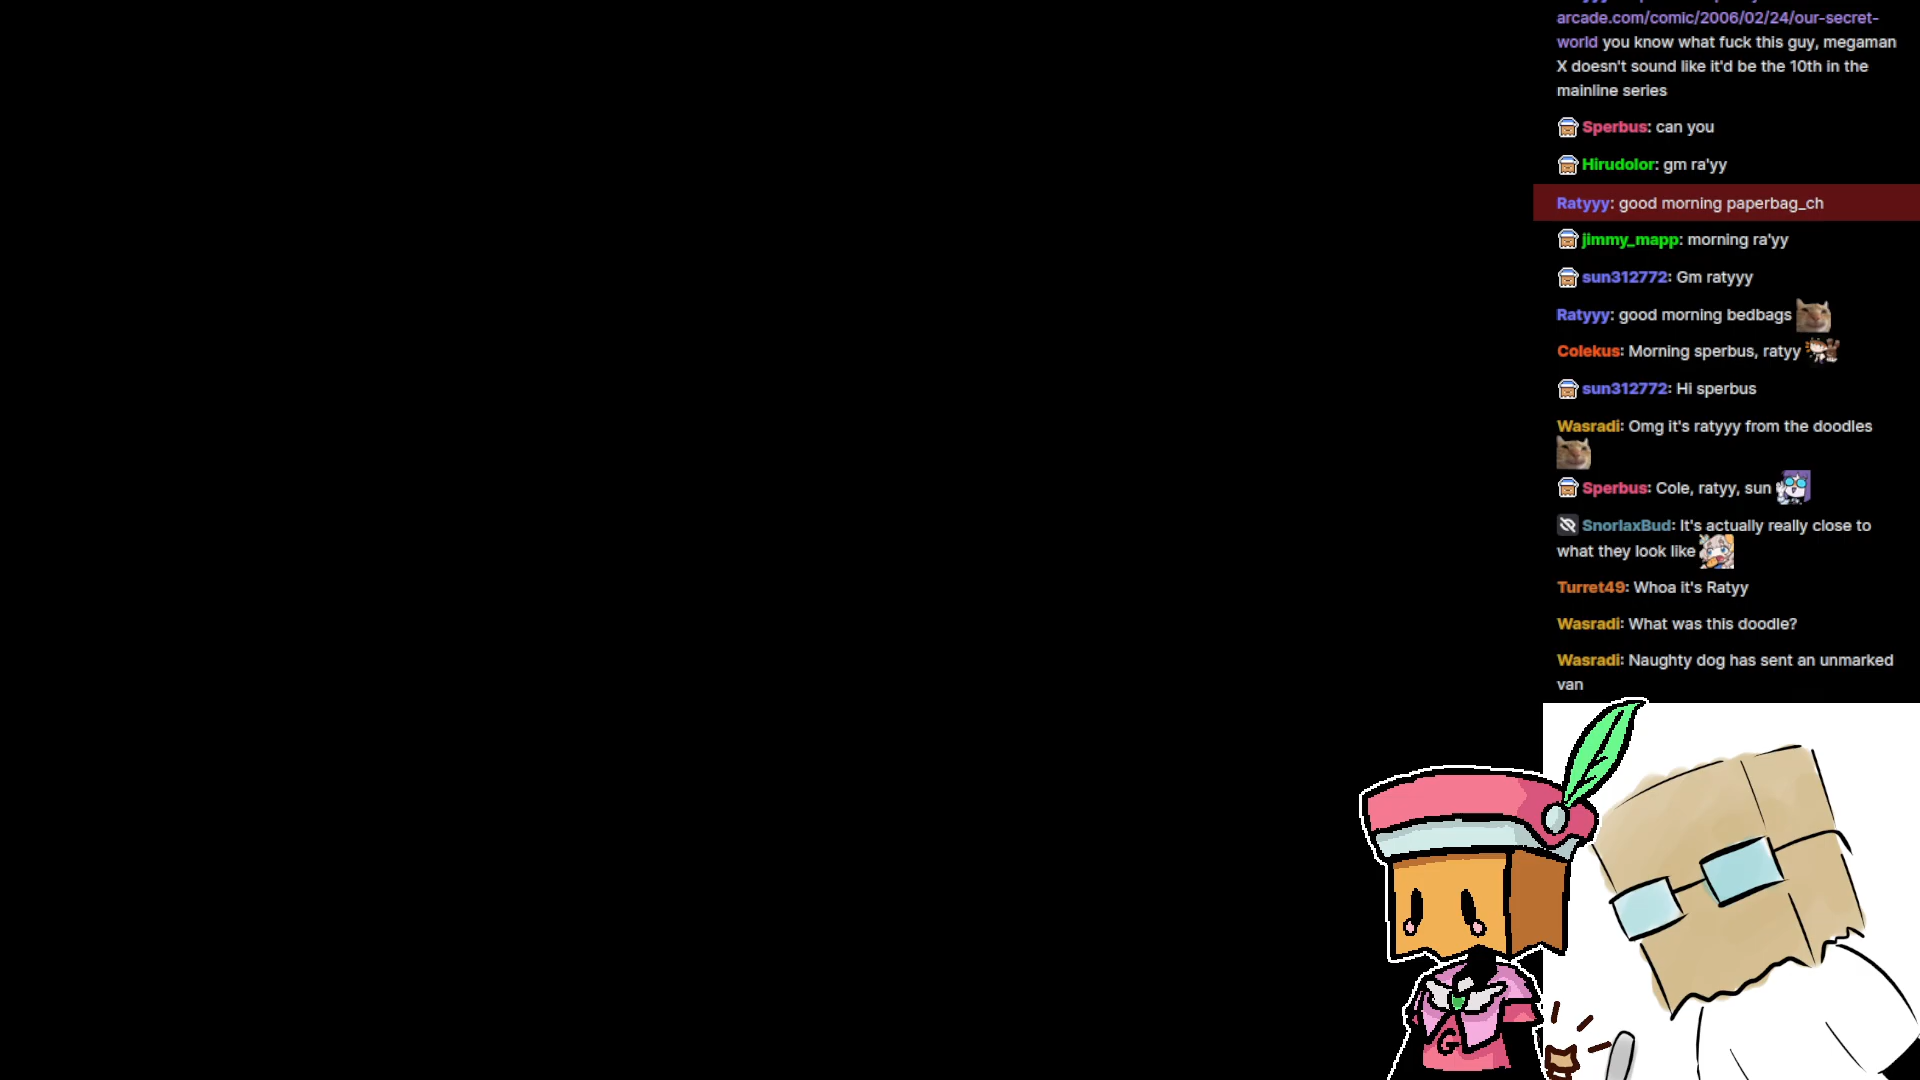 arcade.com/comic/2006/02/24/our-secret-
world you know what fuck this guy, megaman
X doesn't sound like it'd be the 10th in the
mainline series
Sperbus: can you
Hirudolor: gm ra'yy
Ratyyy: good morning paperbag_ch
jimmy_mapp: morning ra'yy
sun312772: Gm ratyyy
Ratyyy: good morning bedbags
Colekus: Morning sperbus, ratyy
sun312772: Hi sperbus
Wasradi: Omg it's ratyyy from the doodles
Sperbus: Cole, ratyy, sun
SnorlaxBud: It's actually really close to
what they look like
Turret49: Whoa it's Ratyy
Wasradi: What was this doodle?
Wasradi: Naughty dog has sent an unmarked
van
G